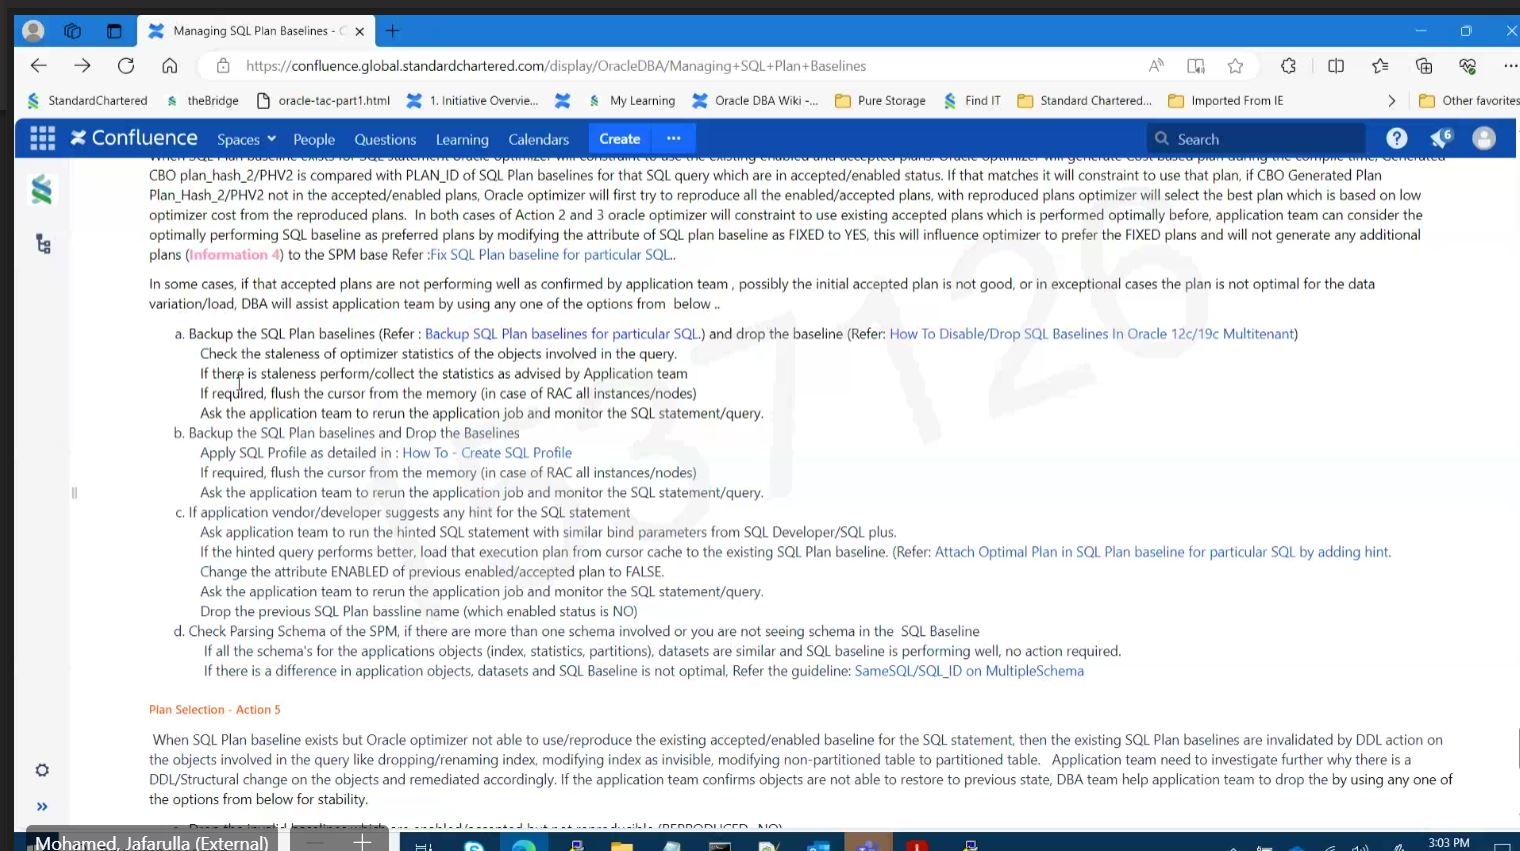 Managing SQL Plan Baselines - C
https://confluence.global.standardchartered.com/display/OracleDBA/Managing+SQL+Plan+Baselines
StandardChartered theBridge oracle-tac-part1.html 1. Initiative Overvie... My Learning Oracle DBA Wiki -... Pure Storage Find IT Standard Chartered... Imported From IE Other favorites
Confluence Spaces People Questions Learning Calendars Create ... Search 6
When SQL Plan baseline exists for SQL statement oracle optimizer will constraint to use the existing enabled and accepted plans. Oracle optimizer will generate Cost based plan during the compile time, Generated
CBO plan_hash_2/PHV2 is compared with PLAN_ID of SQL Plan baselines for that SQL query which are in accepted/enabled status. If that matches it will constraint to use that plan, if CBO Generated Plan
Plan_Hash_2/PHV2 not in the accepted/enabled plans, Oracle optimizer will first try to reproduce all the enabled/accepted plans, with reproduced plans optimizer will select the best plan which is based on low
optimizer cost from the reproduced plans. In both cases of Action 2 and 3 oracle optimizer will constraint to use existing accepted plans which is performed optimally before, application team can consider the
optimally performing SQL baseline as preferred plans by modifying the attribute of SQL plan baseline as FIXED to YES, this will influence optimizer to prefer the FIXED plans and will not generate any additional
plans (Information 4) to the SPM base Refer :Fix SQL Plan baseline for particular SQL..
In some cases, if that accepted plans are not performing well as confirmed by application team , possibly the initial accepted plan is not good, or in exceptional cases the plan is not optimal for the data
variation/load, DBA will assist application team by using any one of the options from below ..
a. Backup the SQL Plan baselines (Refer : Backup SQL Plan baselines for particular SQL.) and drop the baseline (Refer: How To Disable/Drop SQL Baselines In Oracle 12c/19c Multitenant)
Check the staleness of optimizer statistics of the objects involved in the query.
If there is staleness perform/collect the statistics as advised by Application team
If required, flush the cursor from the memory (in case of RAC all instances/nodes)
Ask the application team to rerun the application job and monitor the SQL statement/query.
b. Backup the SQL Plan baselines and Drop the Baselines
Apply SQL Profile as detailed in : How To - Create SQL Profile
If required, flush the cursor from the memory (in case of RAC all instances/nodes)
Ask the application team to rerun the application job and monitor the SQL statement/query.
c. If application vendor/developer suggests any hint for the SQL statement
Ask application team to run the hinted SQL statement with similar bind parameters from SQL Developer/SQL plus.
If the hinted query performs better, load that execution plan from cursor cache to the existing SQL Plan baseline. (Refer: Attach Optimal Plan in SQL Plan baseline for particular SQL by adding hint.
Change the attribute ENABLED of previous enabled/accepted plan to FALSE.
Ask the application team to rerun the application job and monitor the SQL statement/query.
Drop the previous SQL Plan bassline name (which enabled status is NO)
d. Check Parsing Schema of the SPM, if there are more than one schema involved or you are not seeing schema in the SQL Baseline
If all the schema's for the applications objects (index, statistics, partitions), datasets are similar and SQL baseline is performing well, no action required.
If there is a difference in application objects, datasets and SQL Baseline is not optimal, Refer the guideline: SameSQL/SQL_ID on MultipleSchema
Plan Selection - Action 5
When SQL Plan baseline exists but Oracle optimizer not able to use/reproduce the existing accepted/enabled baseline for the SQL statement, then the existing SQL Plan baselines are invalidated by DDL action on
the objects involved in the query like dropping/renaming index, modifying index as invisible, modifying non-partitioned table to partitioned table. Application team need to investigate further why there is a
DDL/Structural change on the objects and remediated accordingly. If the application team confirms objects are not able to restore to previous state, DBA team help application team to drop the by using any one of
the options from below for stability.
Mohamed, Jafarulla (External)
3:03 PM